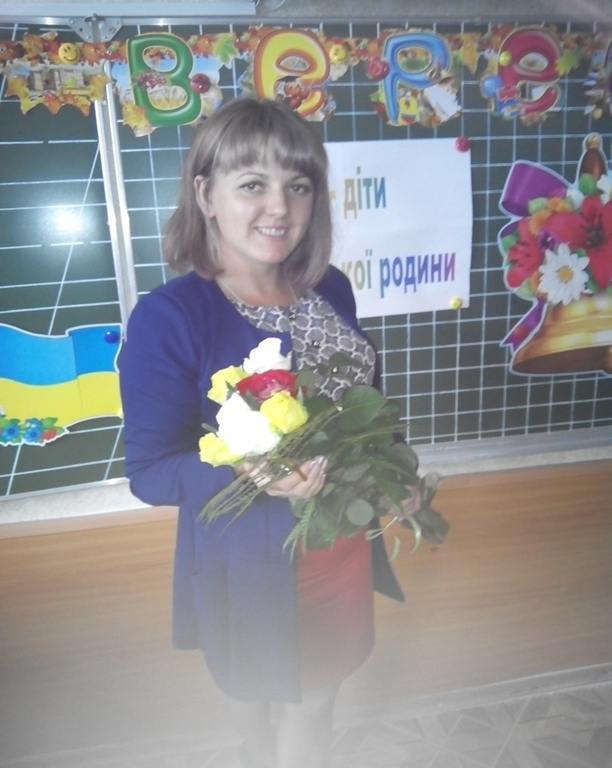 Вере
- діти
кої родини